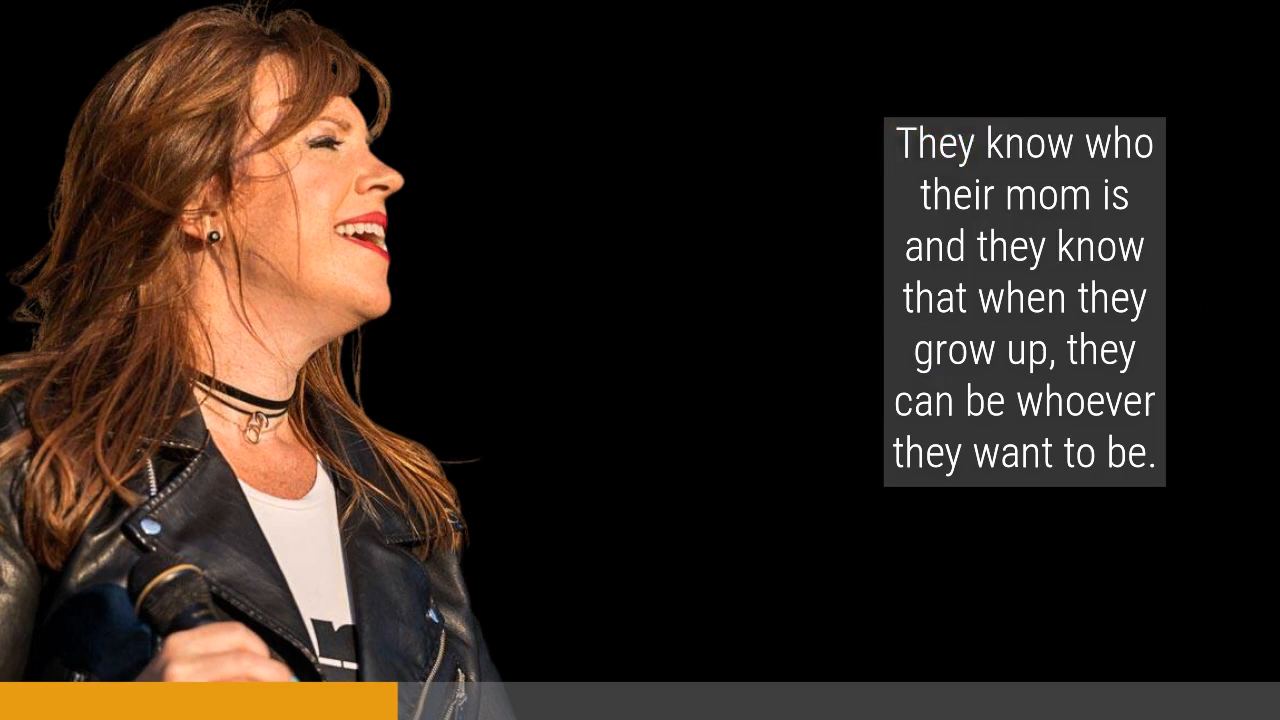 They know who
their mom is
and they know
that when they
grow up, they
can be whoever
they want to be.